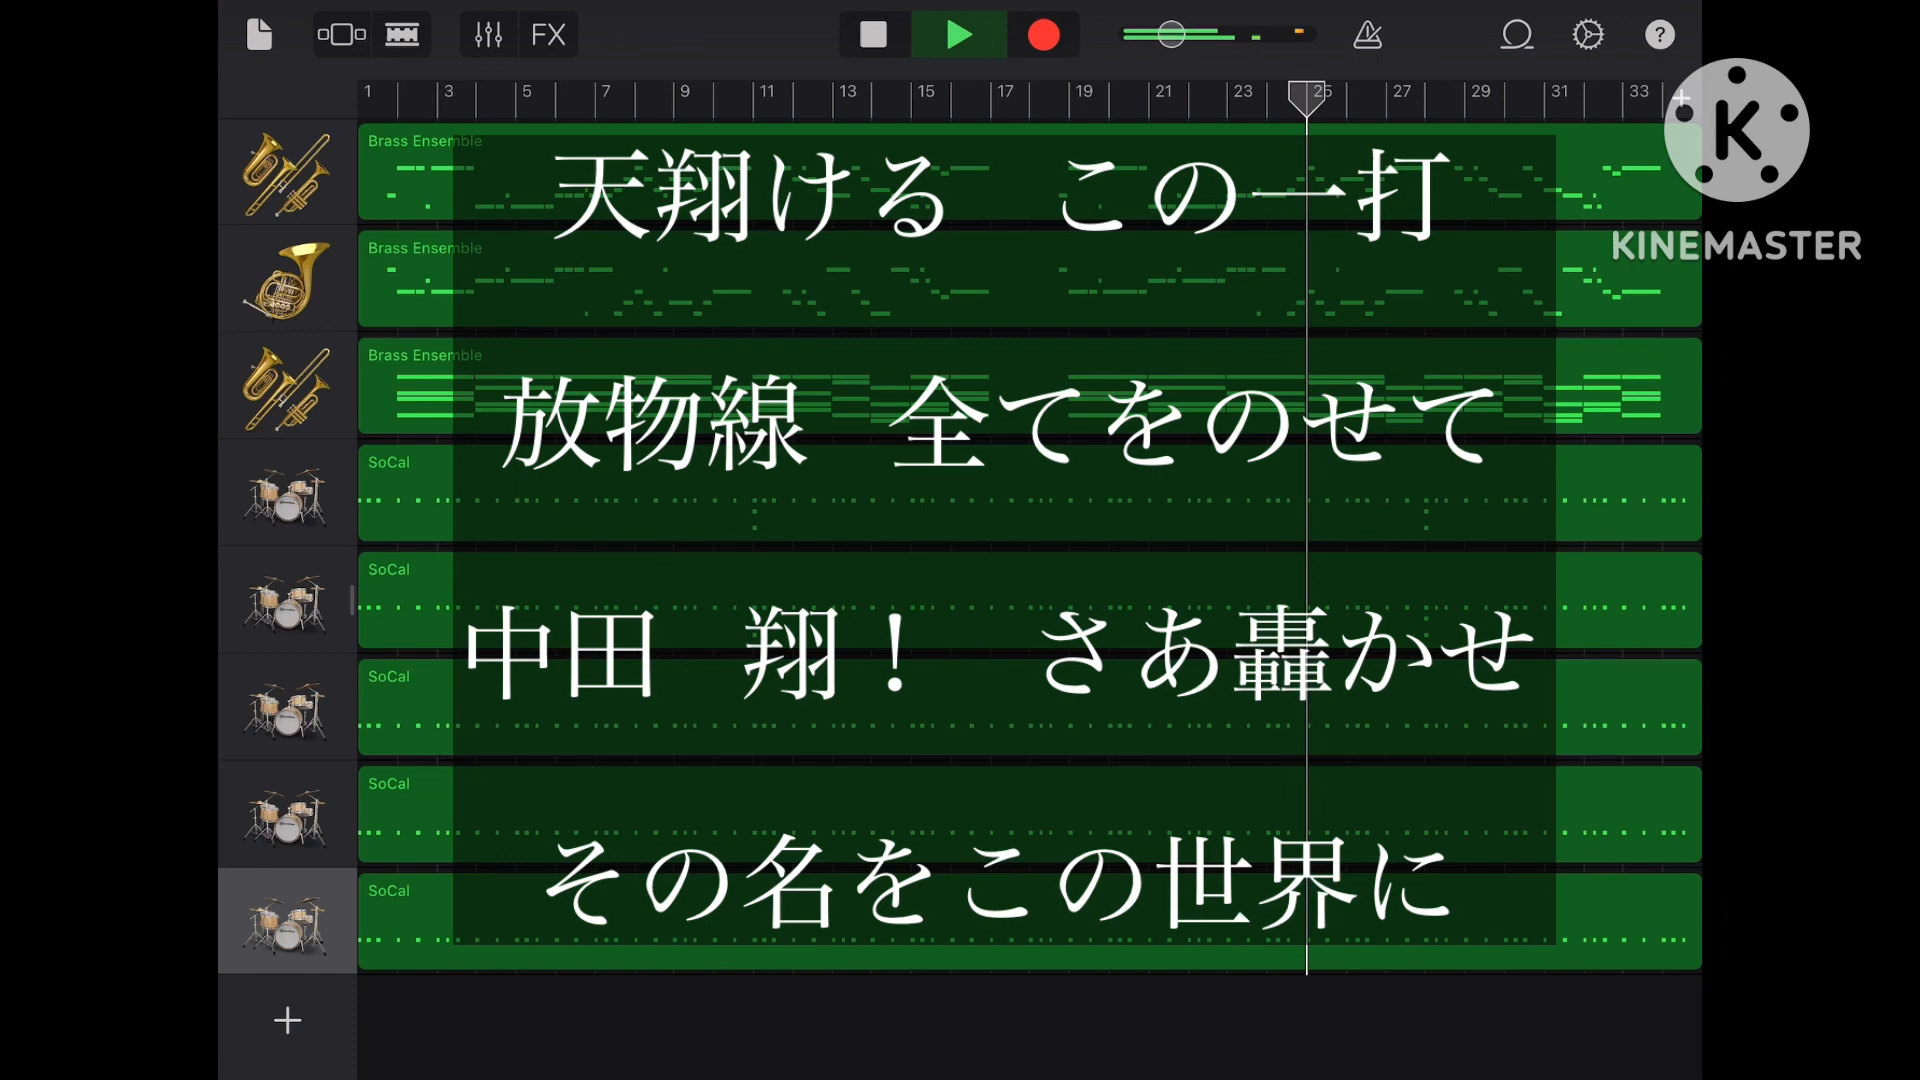 FX
?
1 3 5 7 9 11 13 15 17 19 21 23 25 27 29 31 33
K
KINEMASTER
Brass Ensemble
天翔ける この一打
Brass Ensemble
Brass Ensemble
放物線 全てをのせて
SoCal
SoCal
中田 翔！ さあ轟かせ
SoCal
SoCal
その名をこの世界に
SoCal